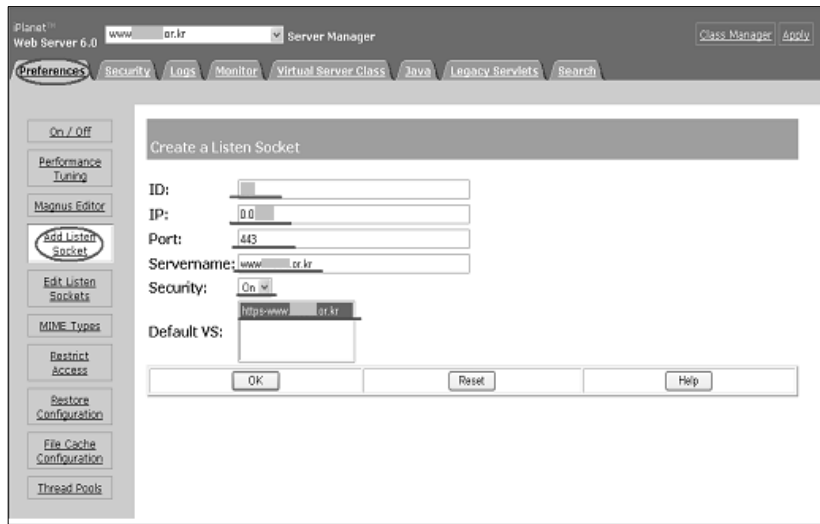 iPlanet™
Web Server 6.0 www or.kr Server Manager Class Manager Apply
Preferences Security Logs Monitor Virtual Server Class Java Legacy Servlets Search
On / Off
Performance Tuning
Magnus Editor
Add Listen Socket
Edit Listen Sockets
MIME Types
Restrict Access
Restore Configuration
File Cache Configuration
Thread Pools
Create a Listen Socket
ID:
IP: 0.0
Port: 443
Servername: www or.kr
Security: On
Default VS: https-www or.kr
OK Reset Help